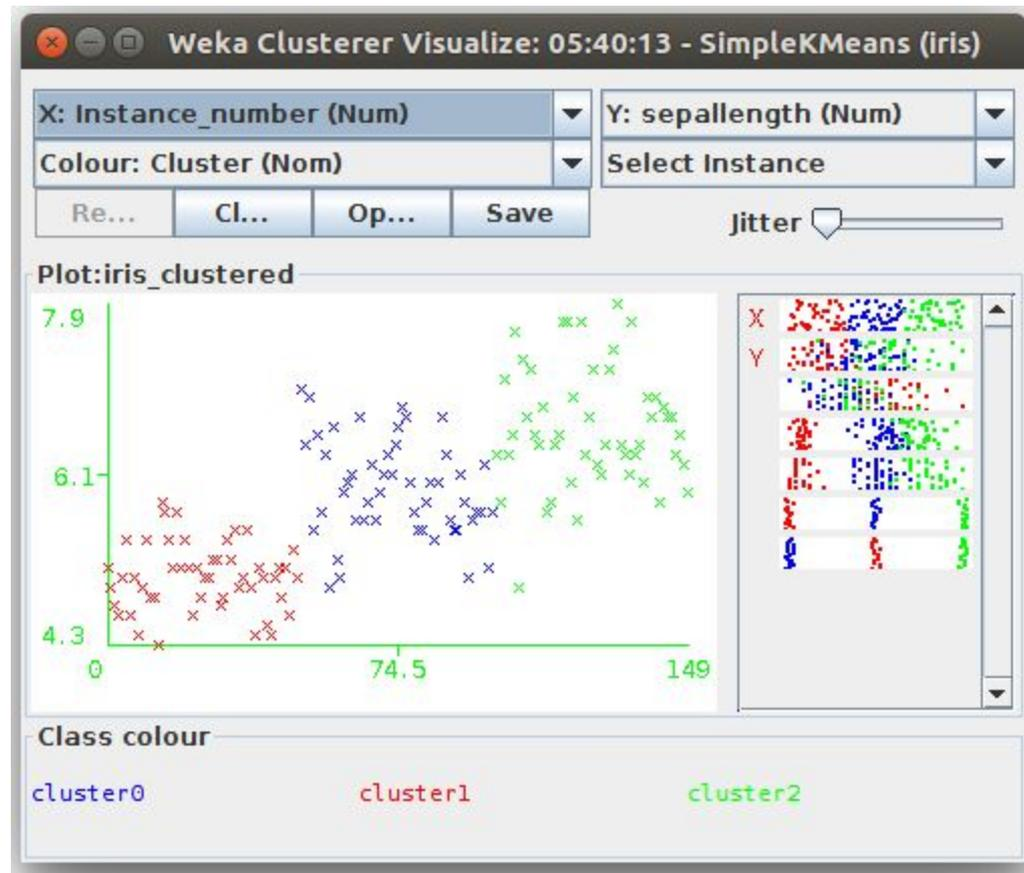 Weka Clusterer Visualize: 05:40:13 - SimpleKMeans (iris)
X: Instance_number (Num)
Y: sepallength (Num)
Colour: Cluster (Nom)
Select Instance
Re...
Cl...
Op...
Save
Jitter
Plot:iris_clustered
7.9
6.1
4.3
0
74.5
149
X
Y
Class colour
cluster0
cluster1
cluster2